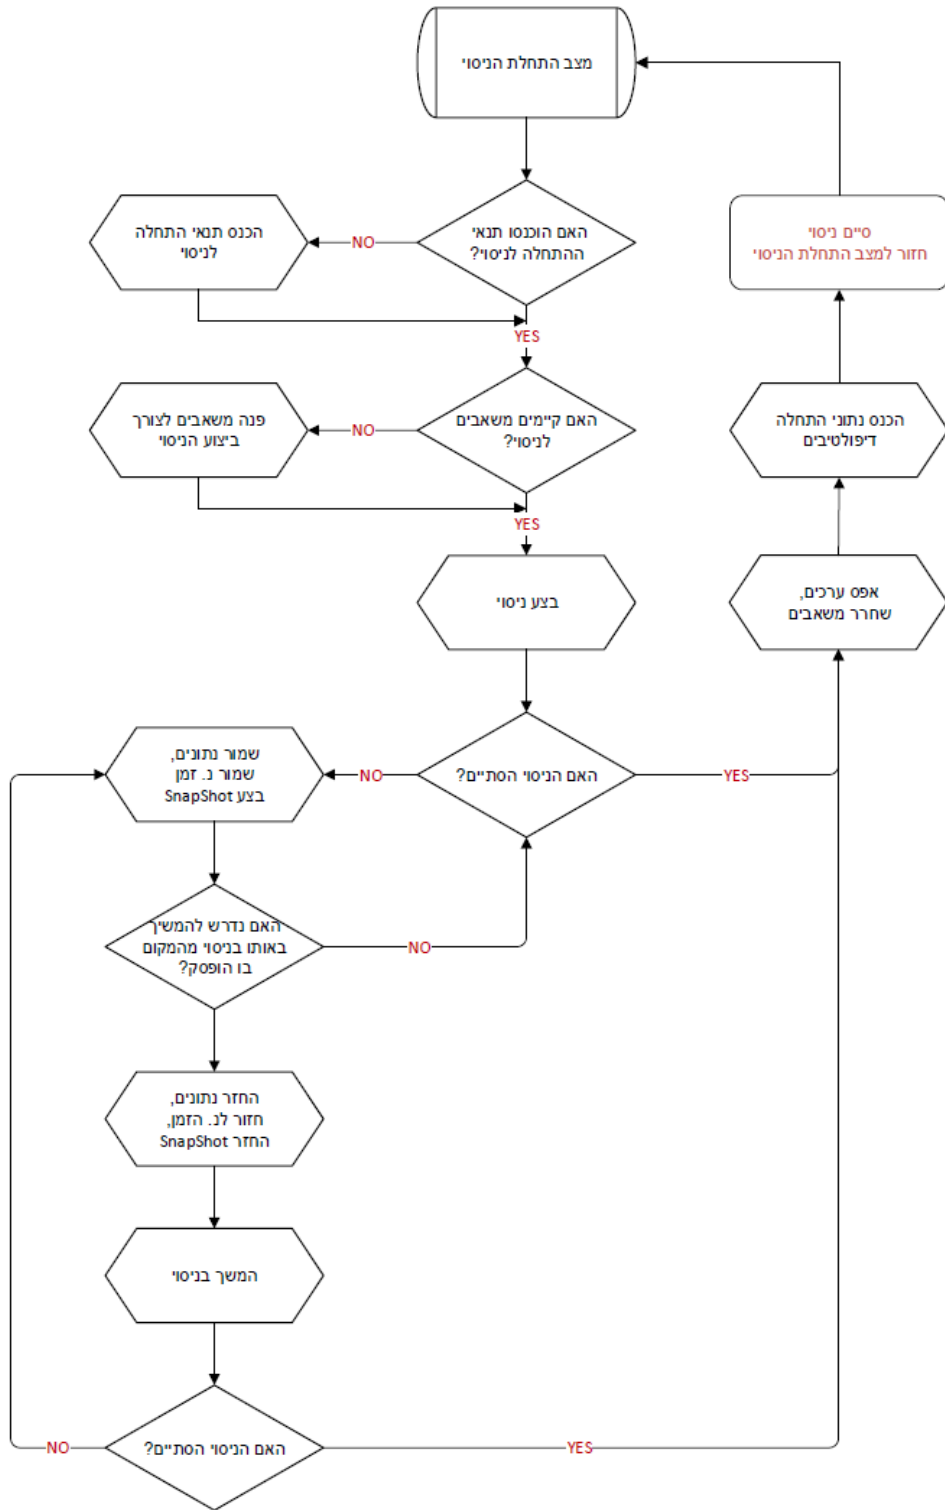 מצב התחלת הניסוי
האם הוכנסו תנאי
ההתחלה לניסוי?
NO
הכנס תנאי התחלה
לניסוי
סיים ניסוי
חזור למצב התחלת הניסוי
YES
האם קיימים משאבים
לניסוי?
NO
פנה משאבים לצורך
ביצוע הניסוי
הכנס נתוני התחלה
דיפולטיבים
YES
בצע ניסוי
אפס ערכים,
שחרר משאבים
האם הניסוי הסתיים?
YES
NO
שמור נתונים,
שמור נ. זמן
בצע SnapShot
האם נדרש להמשיך
באותו בניסוי מהמקום
בו הופסק?
NO
החזר נתונים,
חזור לנ. הזמן,
החזר SnapShot
המשך בניסוי
האם הניסוי הסתיים?
NO
YES